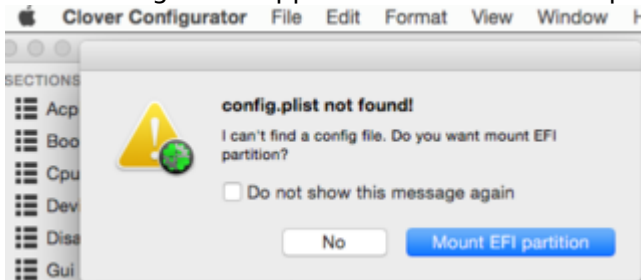 Clover Configurator File Edit Format View Window
SECTIONS
Acp
config.plist not found!
Boo
I can't find a config file. Do you want mount EFI
partition?
Cpu
Do not show this message again
Dev
Disa
No
Mount EFI partition
Gui